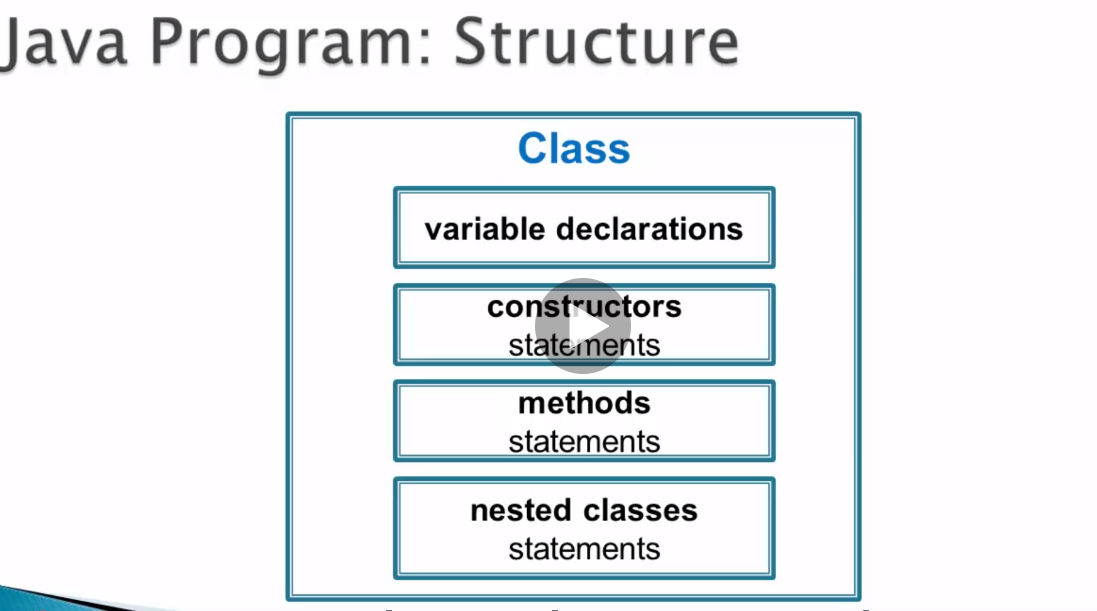 Java Program: Structure
Class
variable declarations
constructors
statements
methods
statements
nested classes
statements